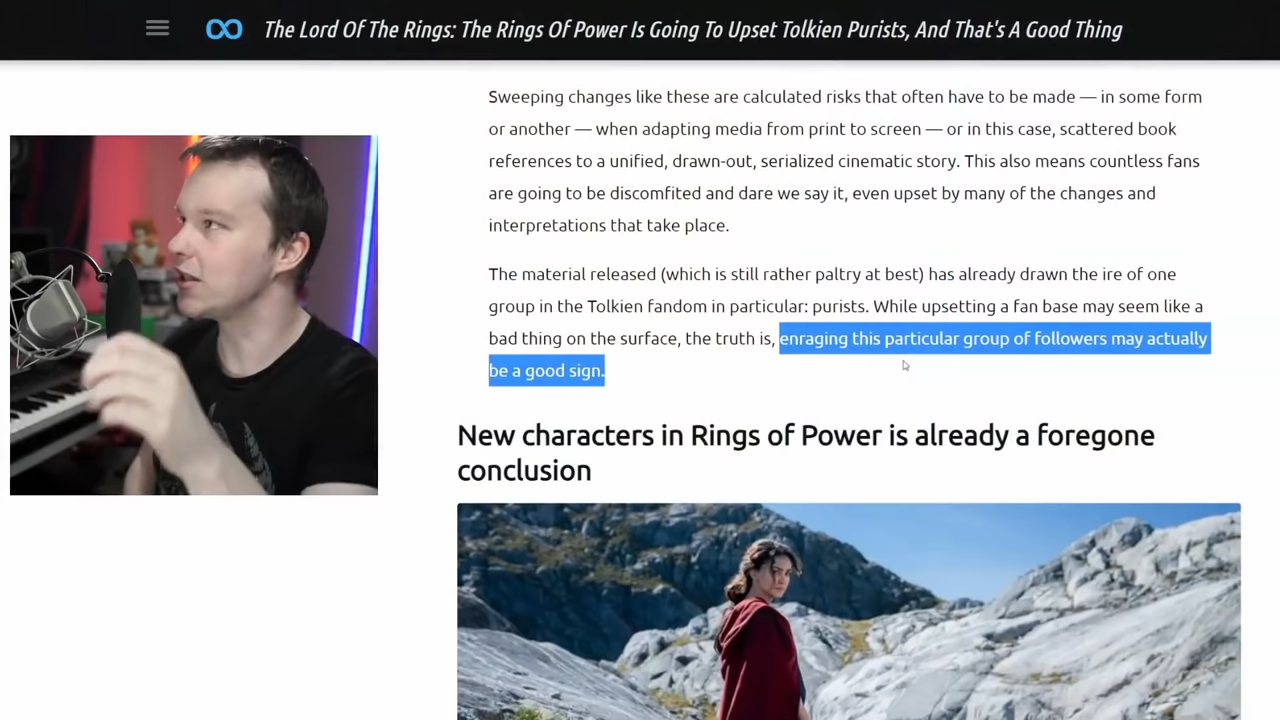 The Lord Of The Rings: The Rings Of Power Is Going To Upset Tolkien Purists, And That's A Good Thing
Sweeping changes like these are calculated risks that often have to be made — in some form
or another — when adapting media from print to screen — or in this case, scattered book
references to a unified, drawn-out, serialized cinematic story. This also means countless fans
are going to be discomfited and dare we say it, even upset by many of the changes and
interpretations that take place.
The material released (which is still rather paltry at best) has already drawn the ire of one
group in the Tolkien fandom in particular: purists. While upsetting a fan base may seem like a
bad thing on the surface, the truth is, enraging this particular group of followers may actually
be a good sign.
New characters in Rings of Power is already a foregone
conclusion